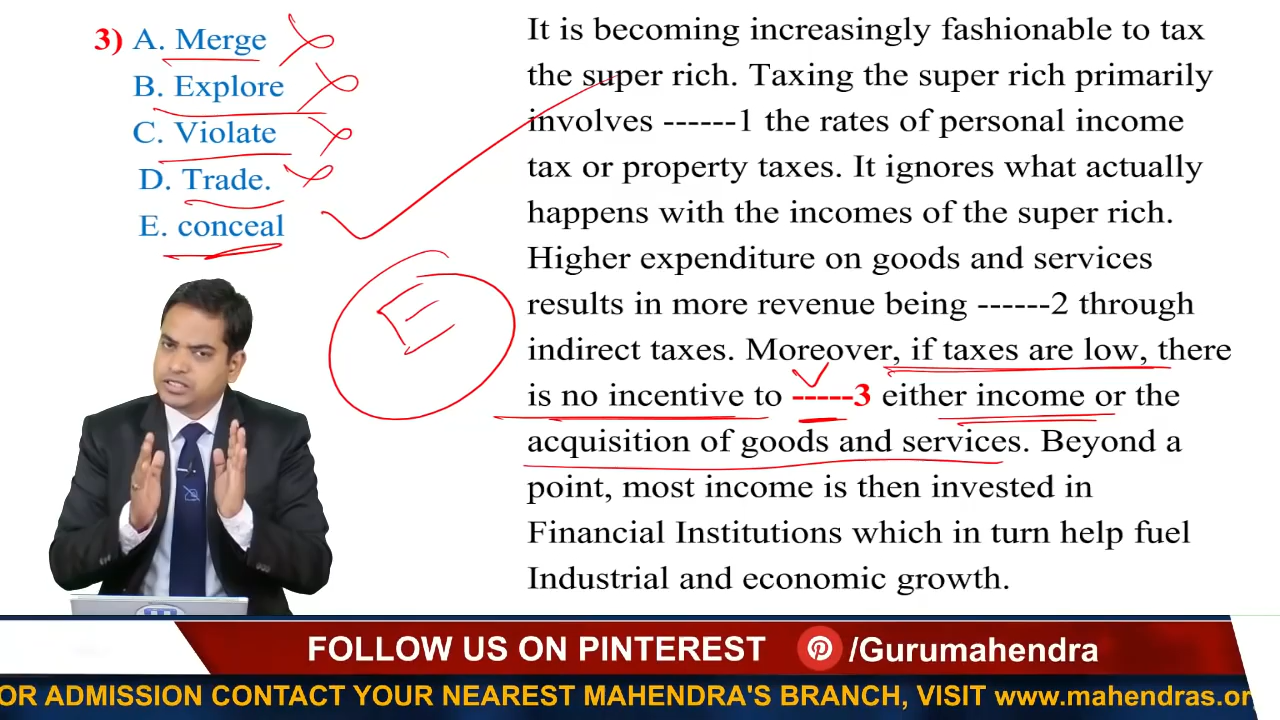 3) A. Merge
B. Explore
C. Violate
D. Trade.
E. conceal
E
It is becoming increasingly fashionable to tax
the super rich. Taxing the super rich primarily
involves ------1 the rates of personal income
tax or property taxes. It ignores what actually
happens with the incomes of the super rich.
Higher expenditure on goods and services
results in more revenue being ------2 through
indirect taxes. Moreover, if taxes are low, there
is no incentive to -----3 either income or the
acquisition of goods and services. Beyond a
point, most income is then invested in
Financial Institutions which in turn help fuel
Industrial and economic growth.
FOLLOW US ON PINTEREST /Gurumahendra
OR ADMISSION CONTACT YOUR NEAREST MAHENDRA'S BRANCH, VISIT www.mahendras.or